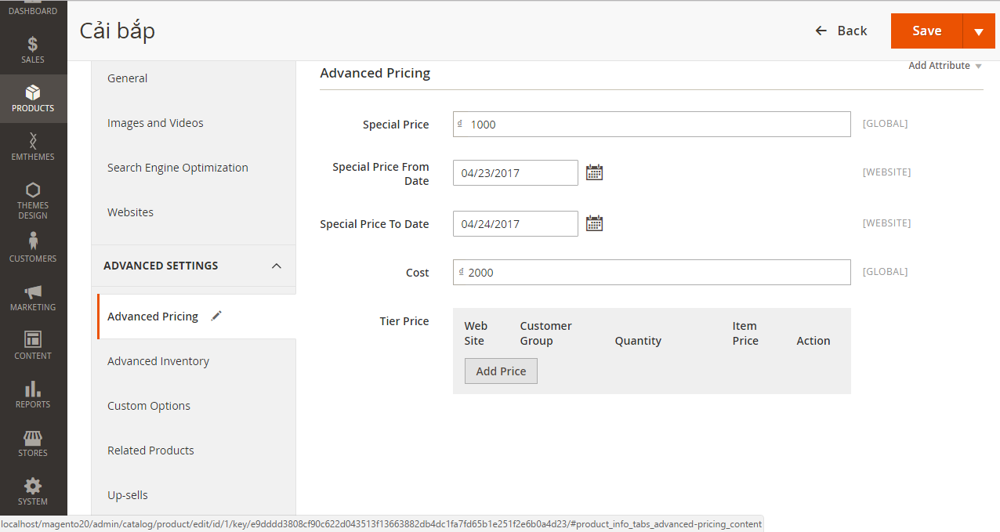 DASHBOARD
SALES
PRODUCTS
EMTHEMES
THEMES
DESIGN
CUSTOMERS
MARKETING
CONTENT
REPORTS
STORES
SYSTEM
Cải bắp
Back
Save
General
Images and Videos
Search Engine Optimization
Websites
ADVANCED SETTINGS
Advanced Pricing
Advanced Inventory
Custom Options
Related Products
Up-sells
Add Attribute
Advanced Pricing
Special Price ₫ 1000 [GLOBAL]
Special Price From
Date 04/23/2017 [WEBSITE]
Special Price To Date 04/24/2017 [WEBSITE]
Cost ₫ 2000 [GLOBAL]
Tier Price
Web Customer Item
Site Group Quantity Price Action
Add Price
localhost/magento20/admin/catalog/product/edit/id/1/key/e9dddd3808cf90c622d043513f13663882db4dc1fa7fd65b1e251f2e6b0a4d23/#product_info_tabs_advanced-pricing_content